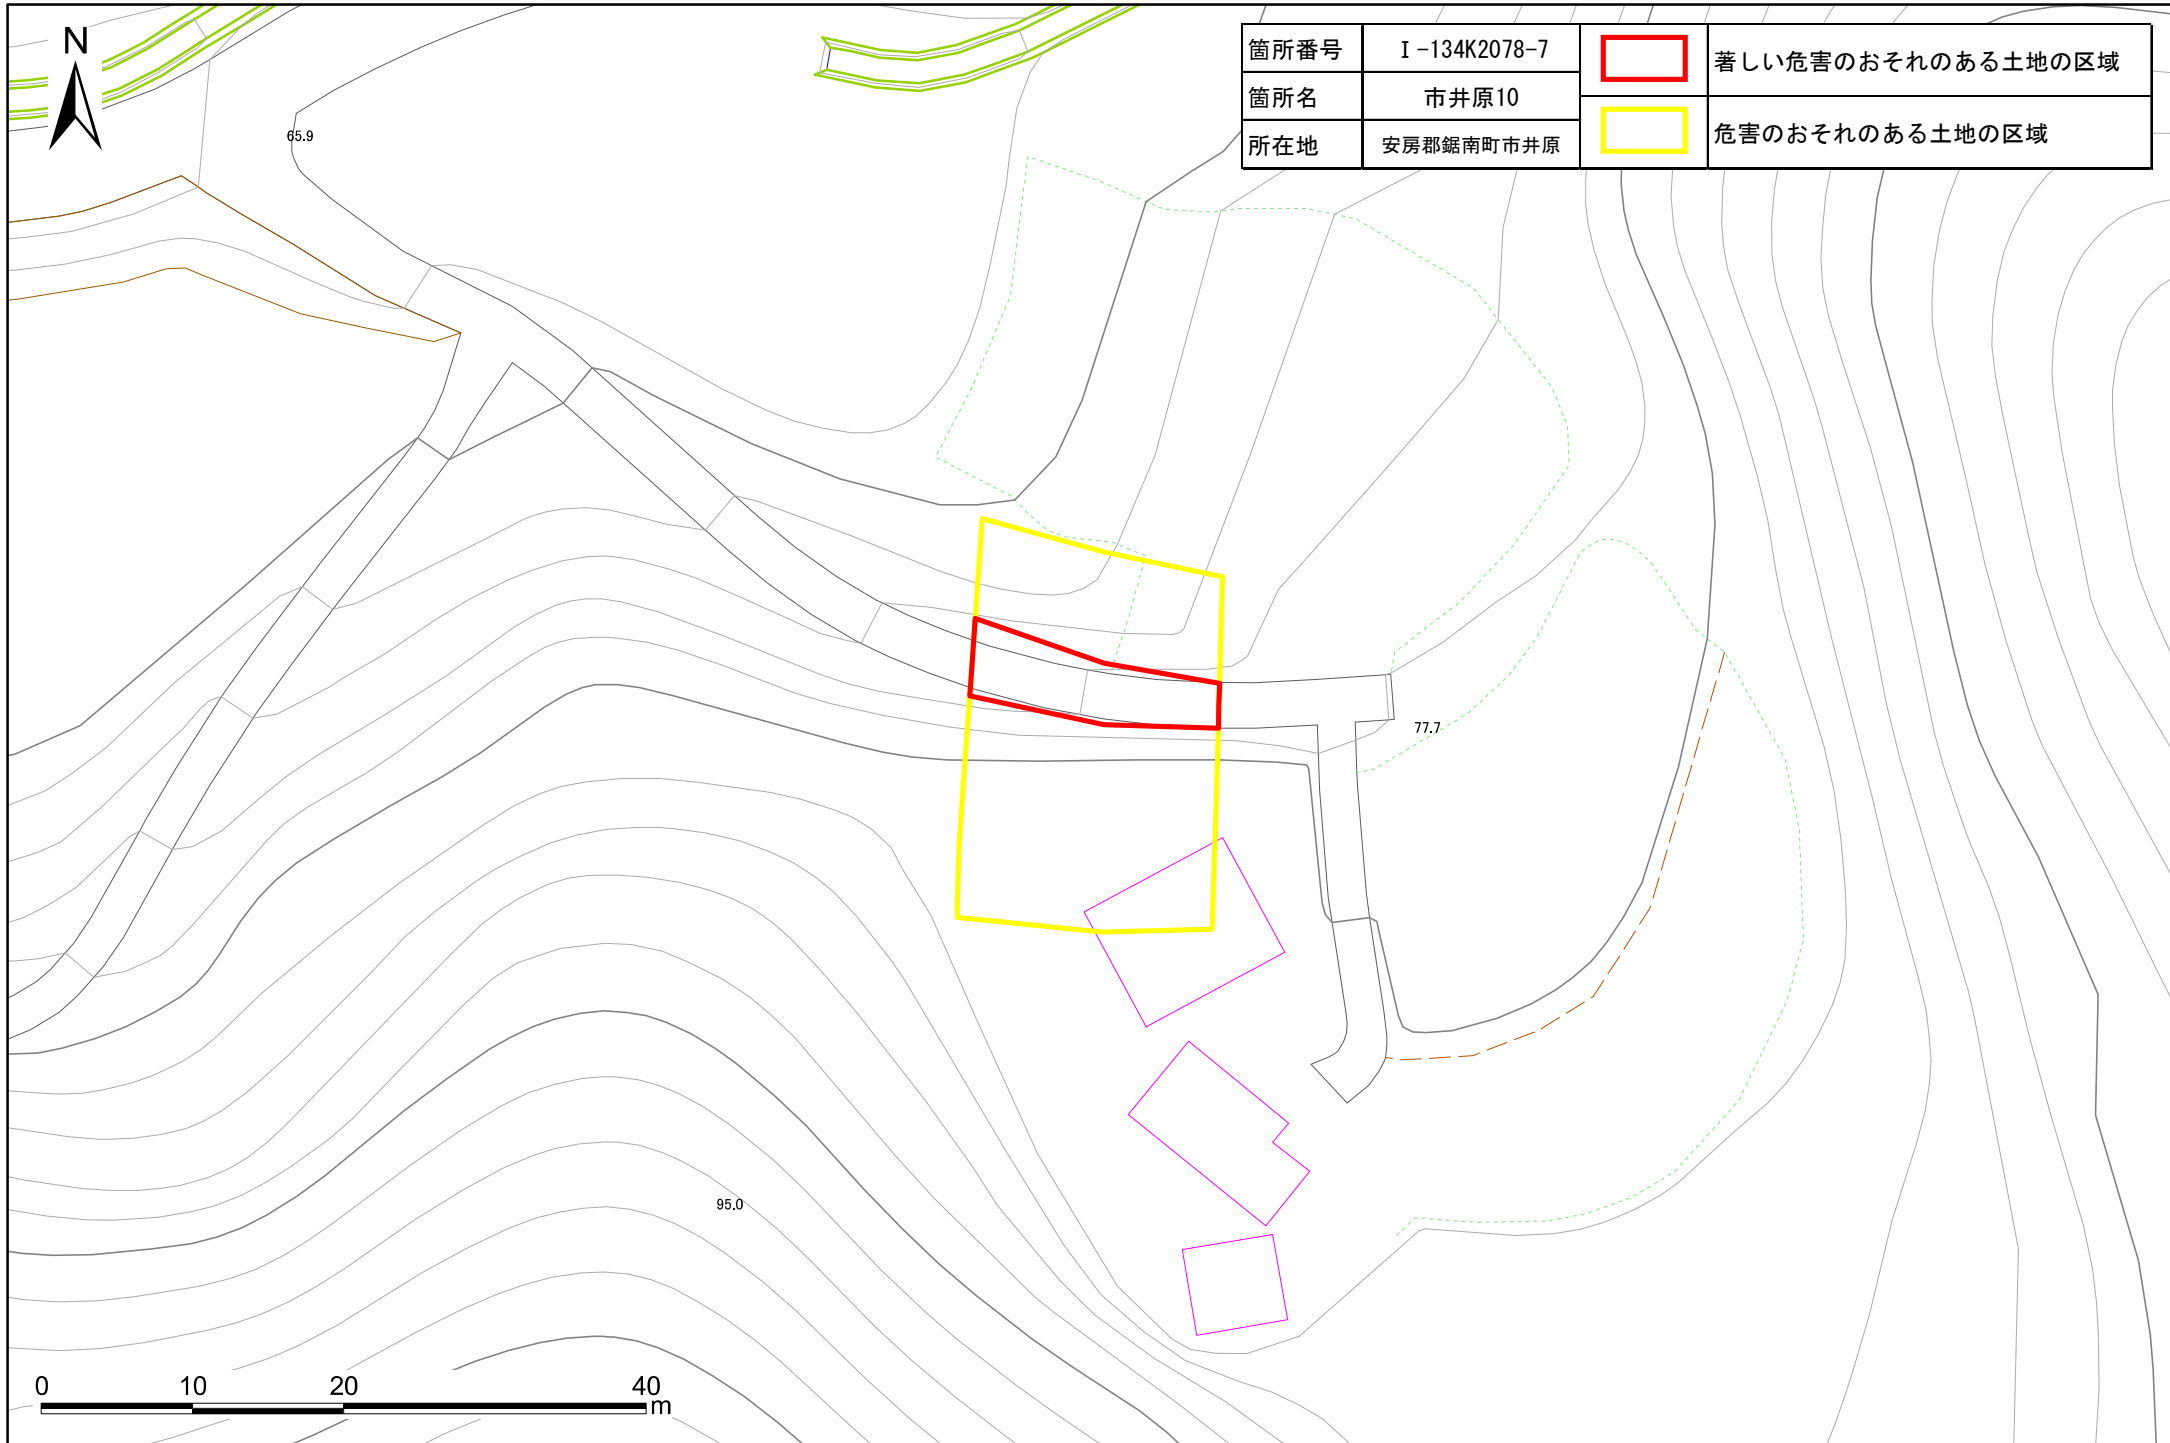 N
箇所番号 Ⅰ-134K2078-7 著しい危害のおそれのある土地の区域
箇所名 市井原10
危害のおそれのある土地の区域
所在地 安房郡鋸南町市井原
65.9
77.7
95.0
0 10 20 40
m